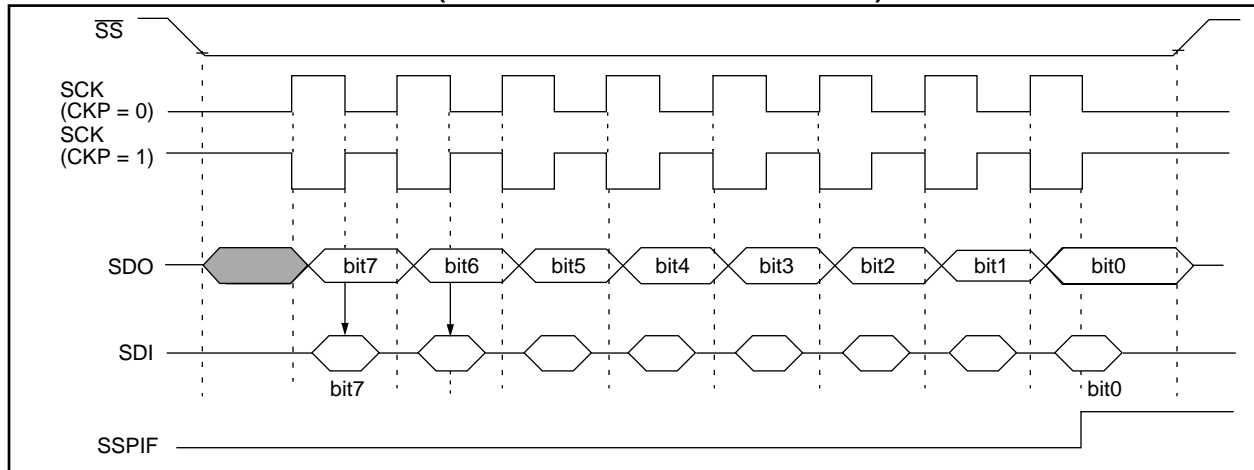 SS
SCK
(CKP = 0)
SCK
(CKP = 1)
SDO
bit7
bit6
bit5
bit4
bit3
bit2
bit1
bit0
SDI
bit7
bit0
SSPIF